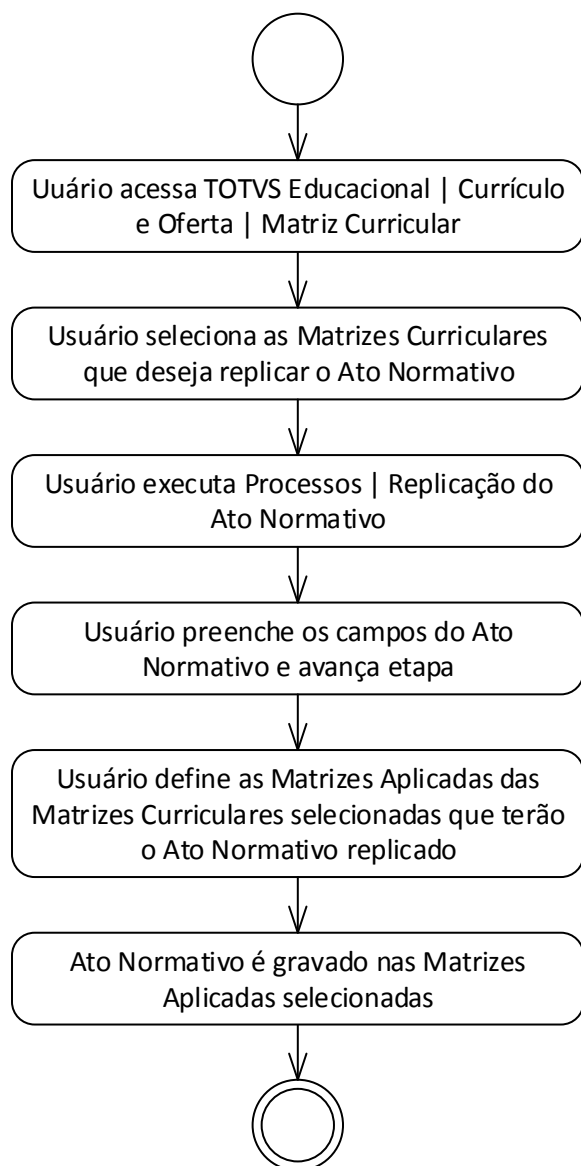 Uuário acessa TOTVS Educacional | Currículo
e Oferta | Matriz Curricular
Usuário seleciona as Matrizes Curriculares
que deseja replicar o Ato Normativo
Usuário executa Processos | Replicação do
Ato Normativo
Usuário preenche os campos do Ato
Normativo e avança etapa
Usuário define as Matrizes Aplicadas das
Matrizes Curriculares selecionadas que terão
o Ato Normativo replicado
Ato Normativo é gravado nas Matrizes
Aplicadas selecionadas